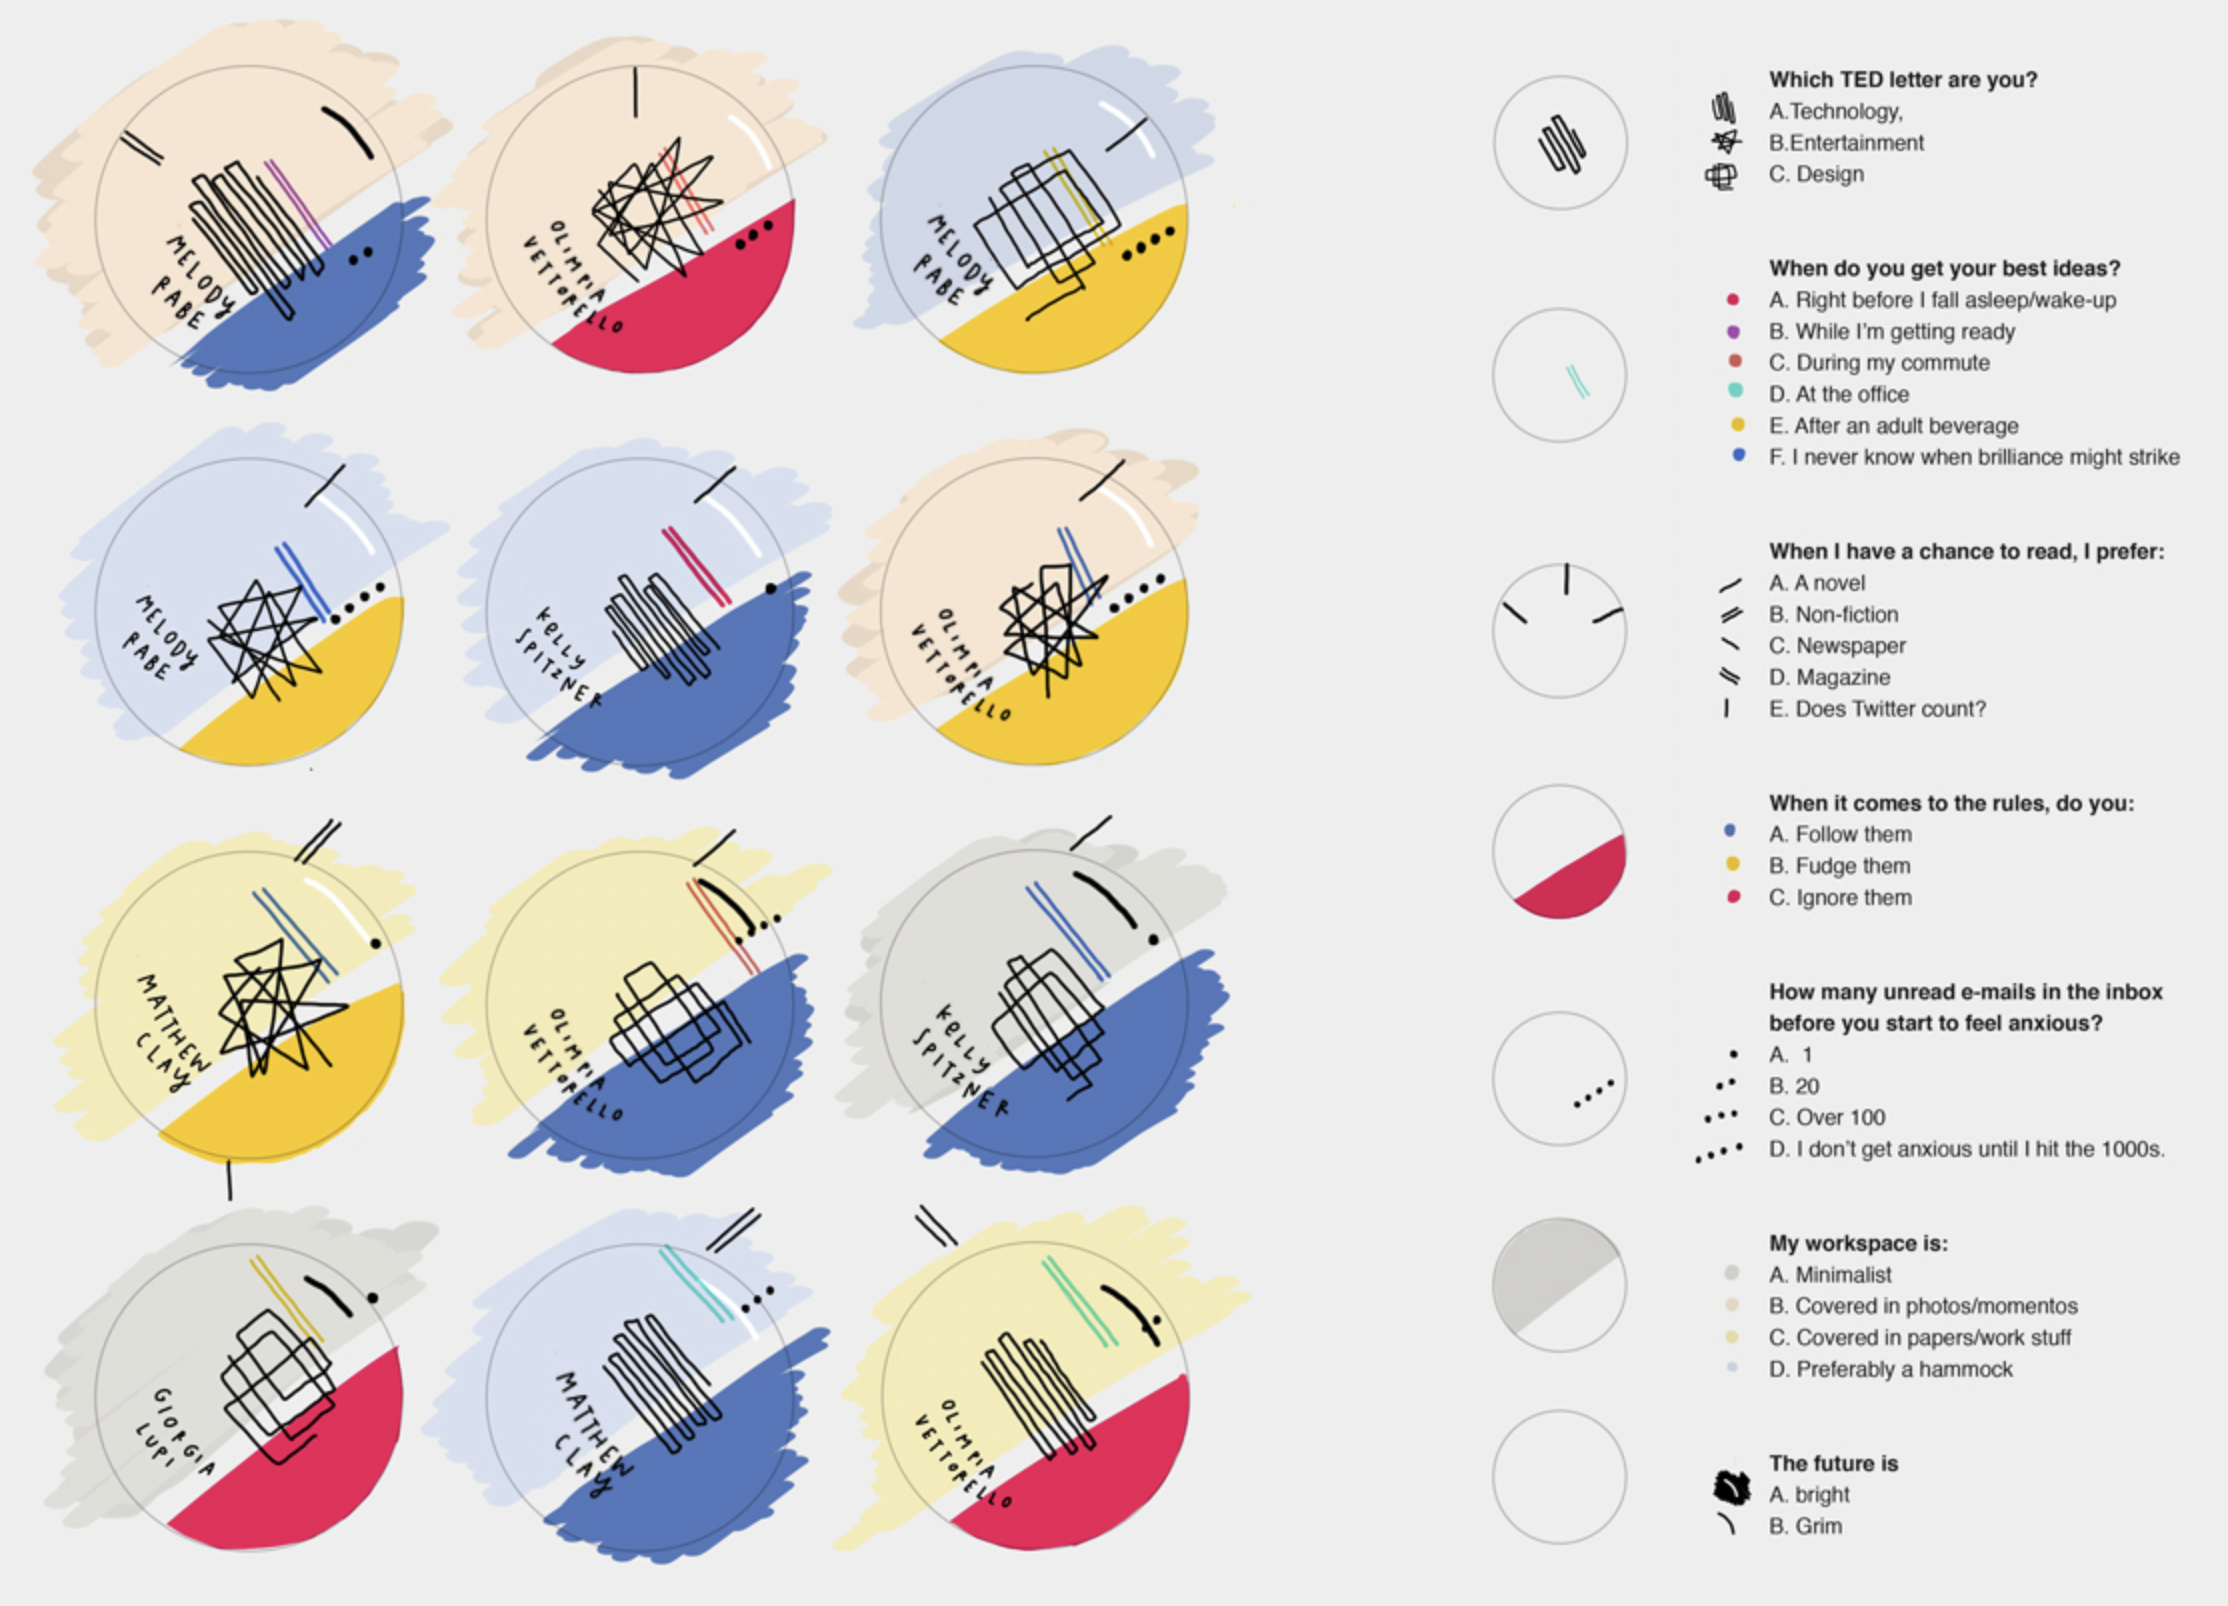 MELODY
RABE
OLIMPIA
VETTORELLO
MELODY
RABE
MELODY
RABE
KELLY
SPITZNER
OLIMPIA
VETTORELLO
MATTHEW
CLAY
OLIMPIA
VETTORELLO
KELLY
SPITZNER
GIORGIA
LUPI
MATTHEW
CLAY
OLIMPIA
VETTORELLO
Which TED letter are you?
A.Technology,
B.Entertainment
C. Design
When do you get your best ideas?
A. Right before I fall asleep/wake-up
B. While I'm getting ready
C. During my commute
D. At the office
E. After an adult beverage
F. I never know when brilliance might strike
When I have a chance to read, I prefer:
A. A novel
B. Non-fiction
C. Newspaper
D. Magazine
E. Does Twitter count?
When it comes to the rules, do you:
A. Follow them
B. Fudge them
C. Ignore them
How many unread e-mails in the inbox
before you start to feel anxious?
A. 1
B. 20
C. Over 100
D. I don't get anxious until I hit the 1000s.
My workspace is:
A. Minimalist
B. Covered in photos/momentos
C. Covered in papers/work stuff
D. Preferably a hammock
The future is
A. bright
B. Grim